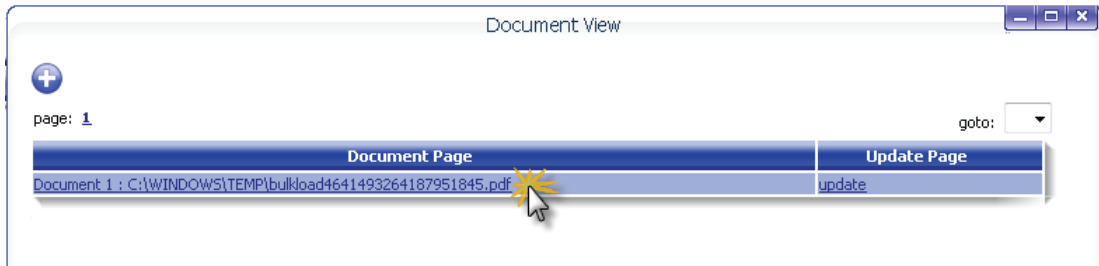 Document View
page: 1
goto:
Document Page Update Page
Document 1 : C:\WINDOWS\TEMP\bulkload4641493264187951845.pdf update